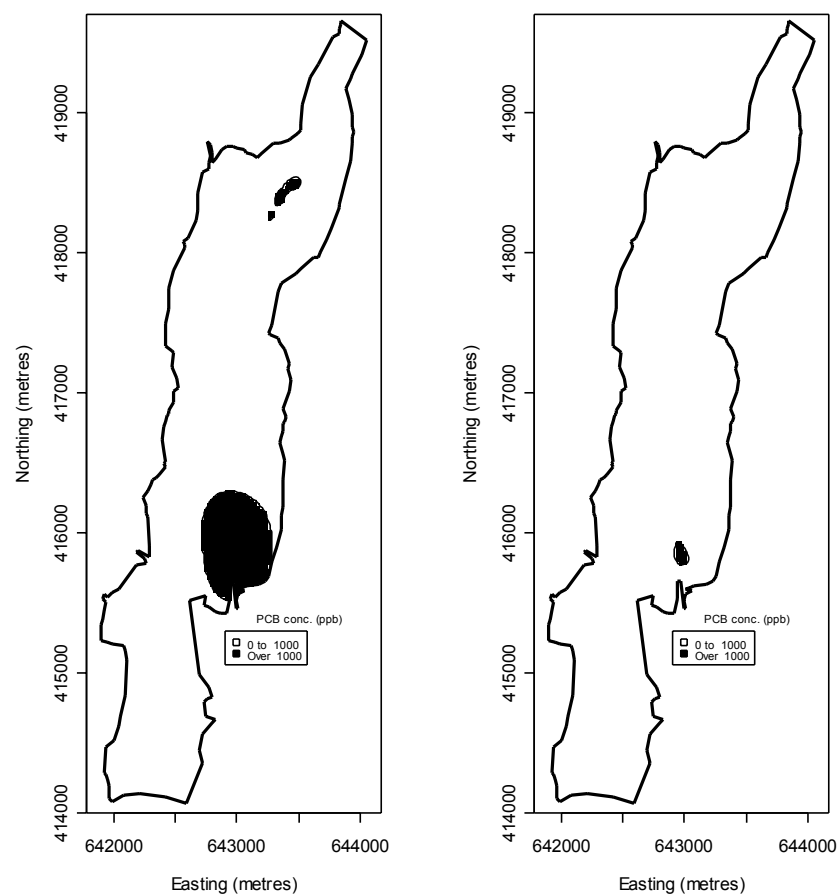 419000
418000
417000
416000
415000
414000
Northing (metres)
PCB conc. (ppb)
0 to 1000
Over 1000
642000 643000 644000
Easting (metres)
419000
418000
417000
416000
415000
414000
Northing (metres)
PCB conc. (ppb)
0 to 1000
Over 1000
642000 643000 644000
Easting (metres)